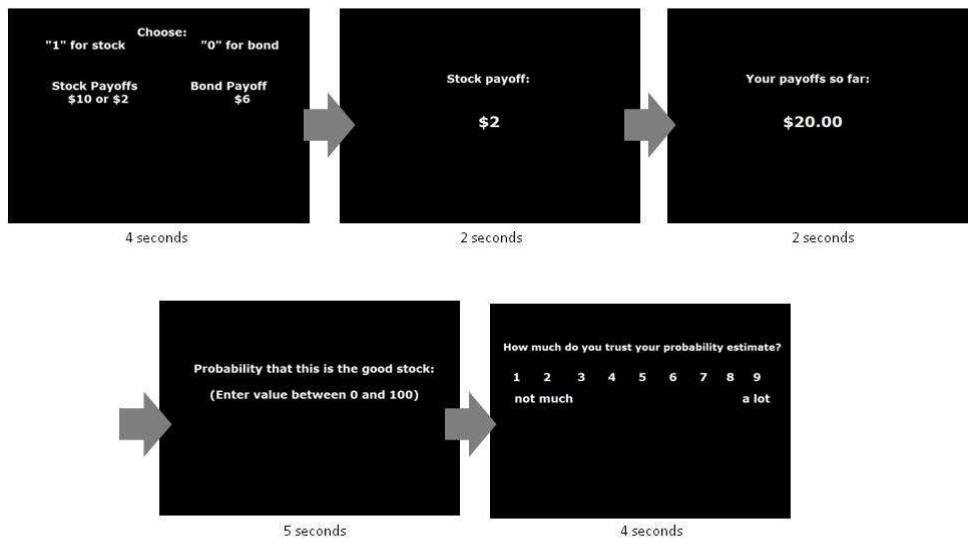 Choose:
"1" for stock "0" for bond
Stock Payoffs Bond Payoff
$10 or $2 $6
4 seconds
Stock payoff:
$2
2 seconds
Your payoffs so far:
$20.00
2 seconds
Probability that this is the good stock:
(Enter value between 0 and 100)
5 seconds
How much do you trust your probability estimate?
1 2 3 4 5 6 7 8 9
not much a lot
4 seconds